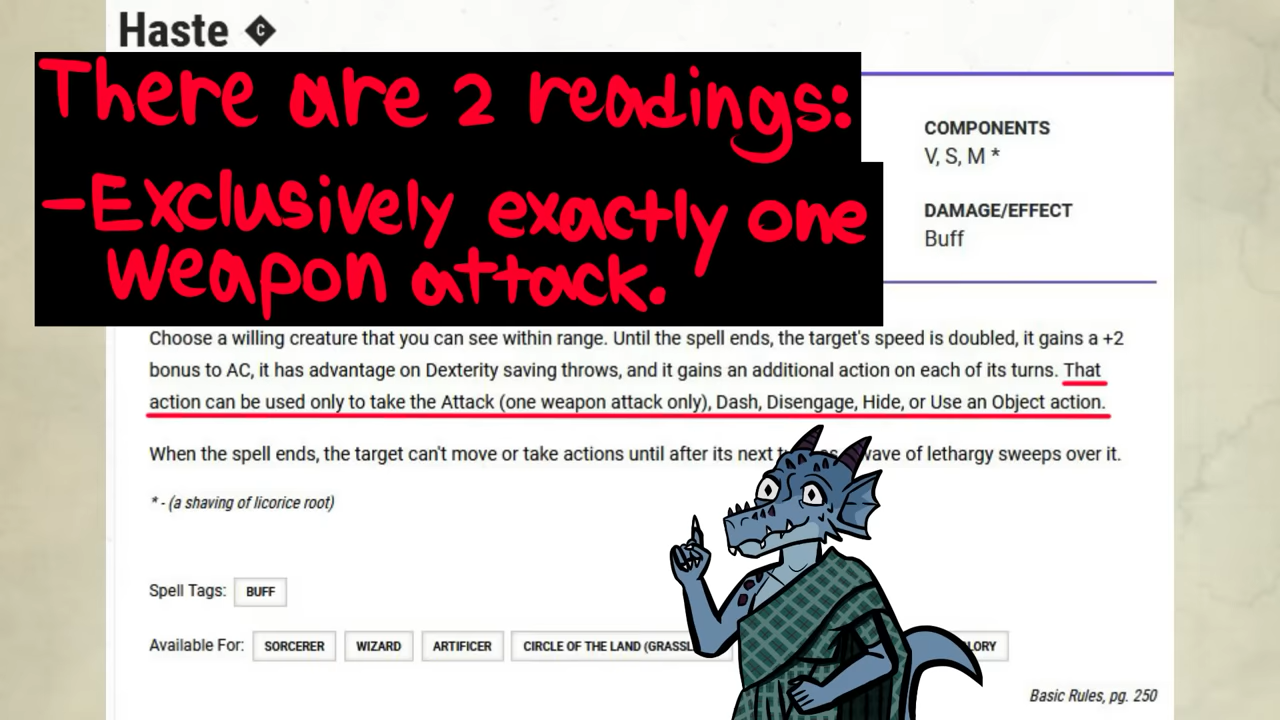 Haste
There are 2 readings:
-Exclusively exactly one
weapon attack.
COMPONENTS
V, S, M *
DAMAGE/EFFECT
Buff
Choose a willing creature that you can see within range. Until the spell ends, the target's speed is doubled, it gains a +2
bonus to AC, it has advantage on Dexterity saving throws, and it gains an additional action on each of its turns. That
action can be used only to take the Attack (one weapon attack only), Dash, Disengage, Hide, or Use an Object action.
When the spell ends, the target can't move or take actions until after its next wave of lethargy sweeps over it.
* - (a shaving of licorice root)
Spell Tags: BUFF
Available For: SORCERER WIZARD ARTIFICER CIRCLE OF THE LAND
Basic Rules, pg. 250